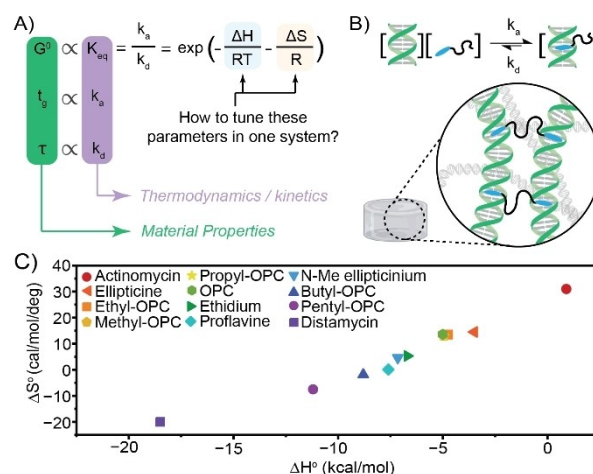 A)
G⁰ ∝ K_eq = k_a / k_d = exp (- ΔH / RT - ΔS / R)
t_g ∝ k_a
τ ∝ k_d
How to tune these
parameters in one system?
Thermodynamics / kinetics
Material Properties
B)
[ ] [ ] k_a k_d [ ]
C)
Actinomycin Propyl-OPC N-Me ellipticinium
Ellipticine OPC Butyl-OPC
Ethyl-OPC Ethidium Pentyl-OPC
Methyl-OPC Proflavine Distamycin
ΔS° (cal/mol/deg)
40
30
20
10
0
−10
−20
−20 −15 −10 −5 0
ΔH° (kcal/mol)